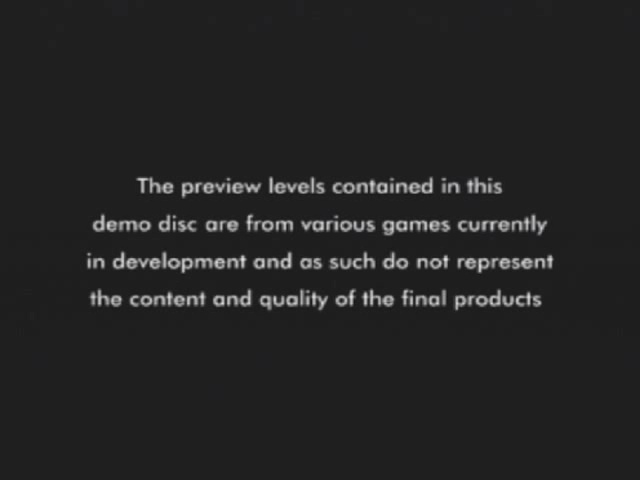 The preview levels contained in this
demo disc are from various games currently
in development and as such do not represent
the content and quality of the final products